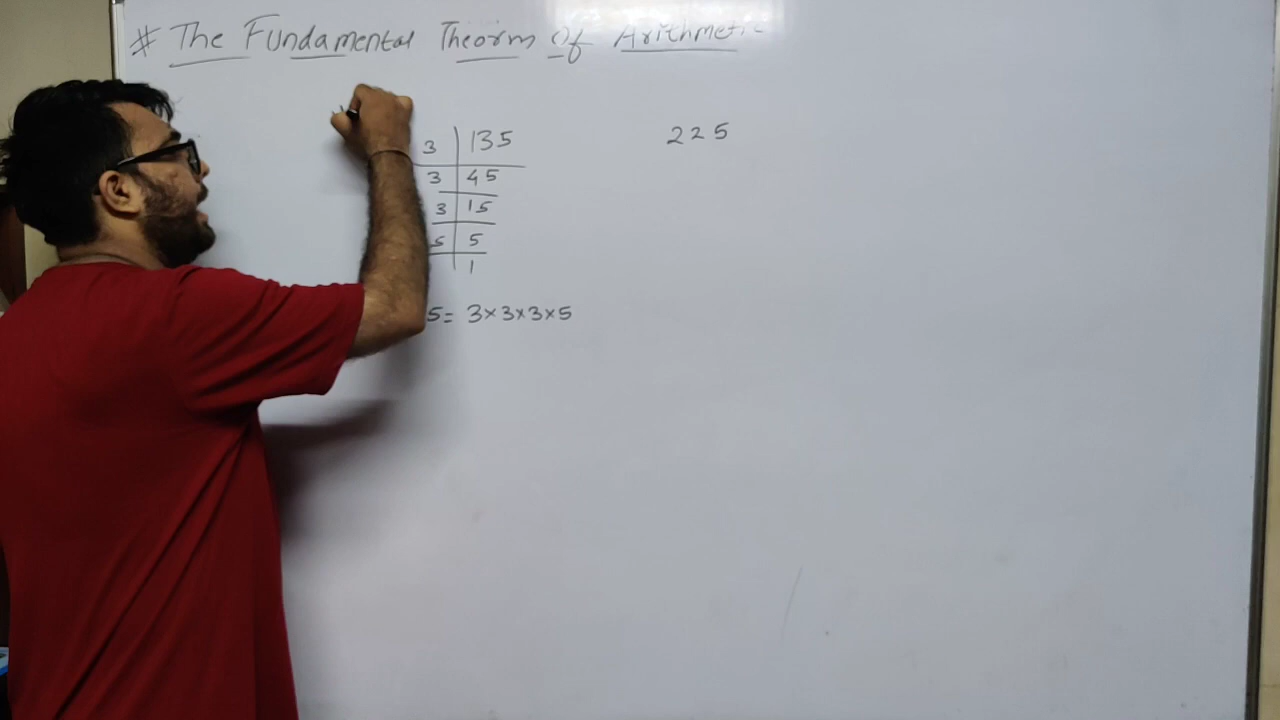 # The Fundamental Theorm Of Arithmeti
3 | 135
3 | 45
3 | 15
5 | 5
1
5 = 3×3×3×5
225